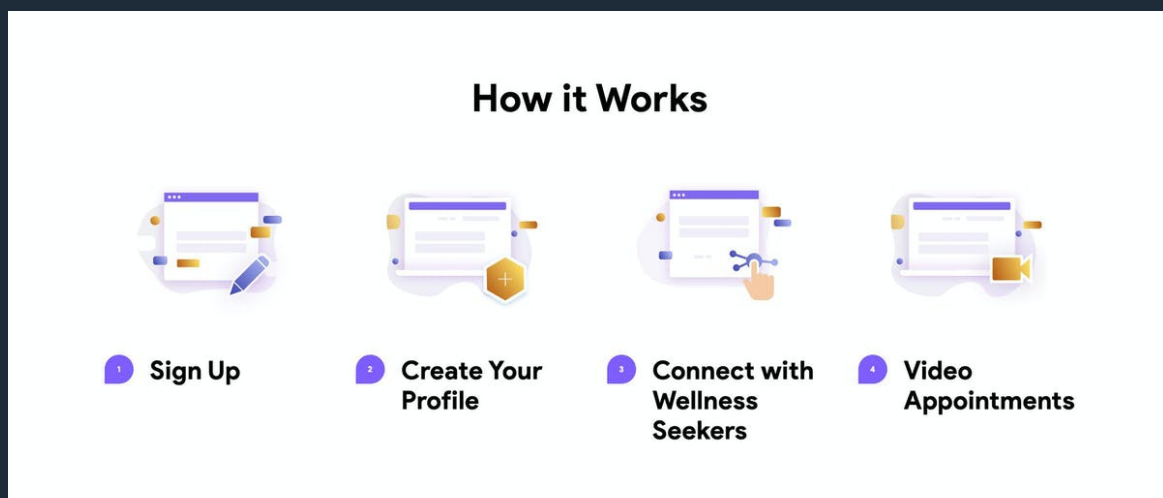 How it Works
1
Sign Up
2
Create Your
Profile
3
Connect with
Wellness
Seekers
4
Video
Appointments